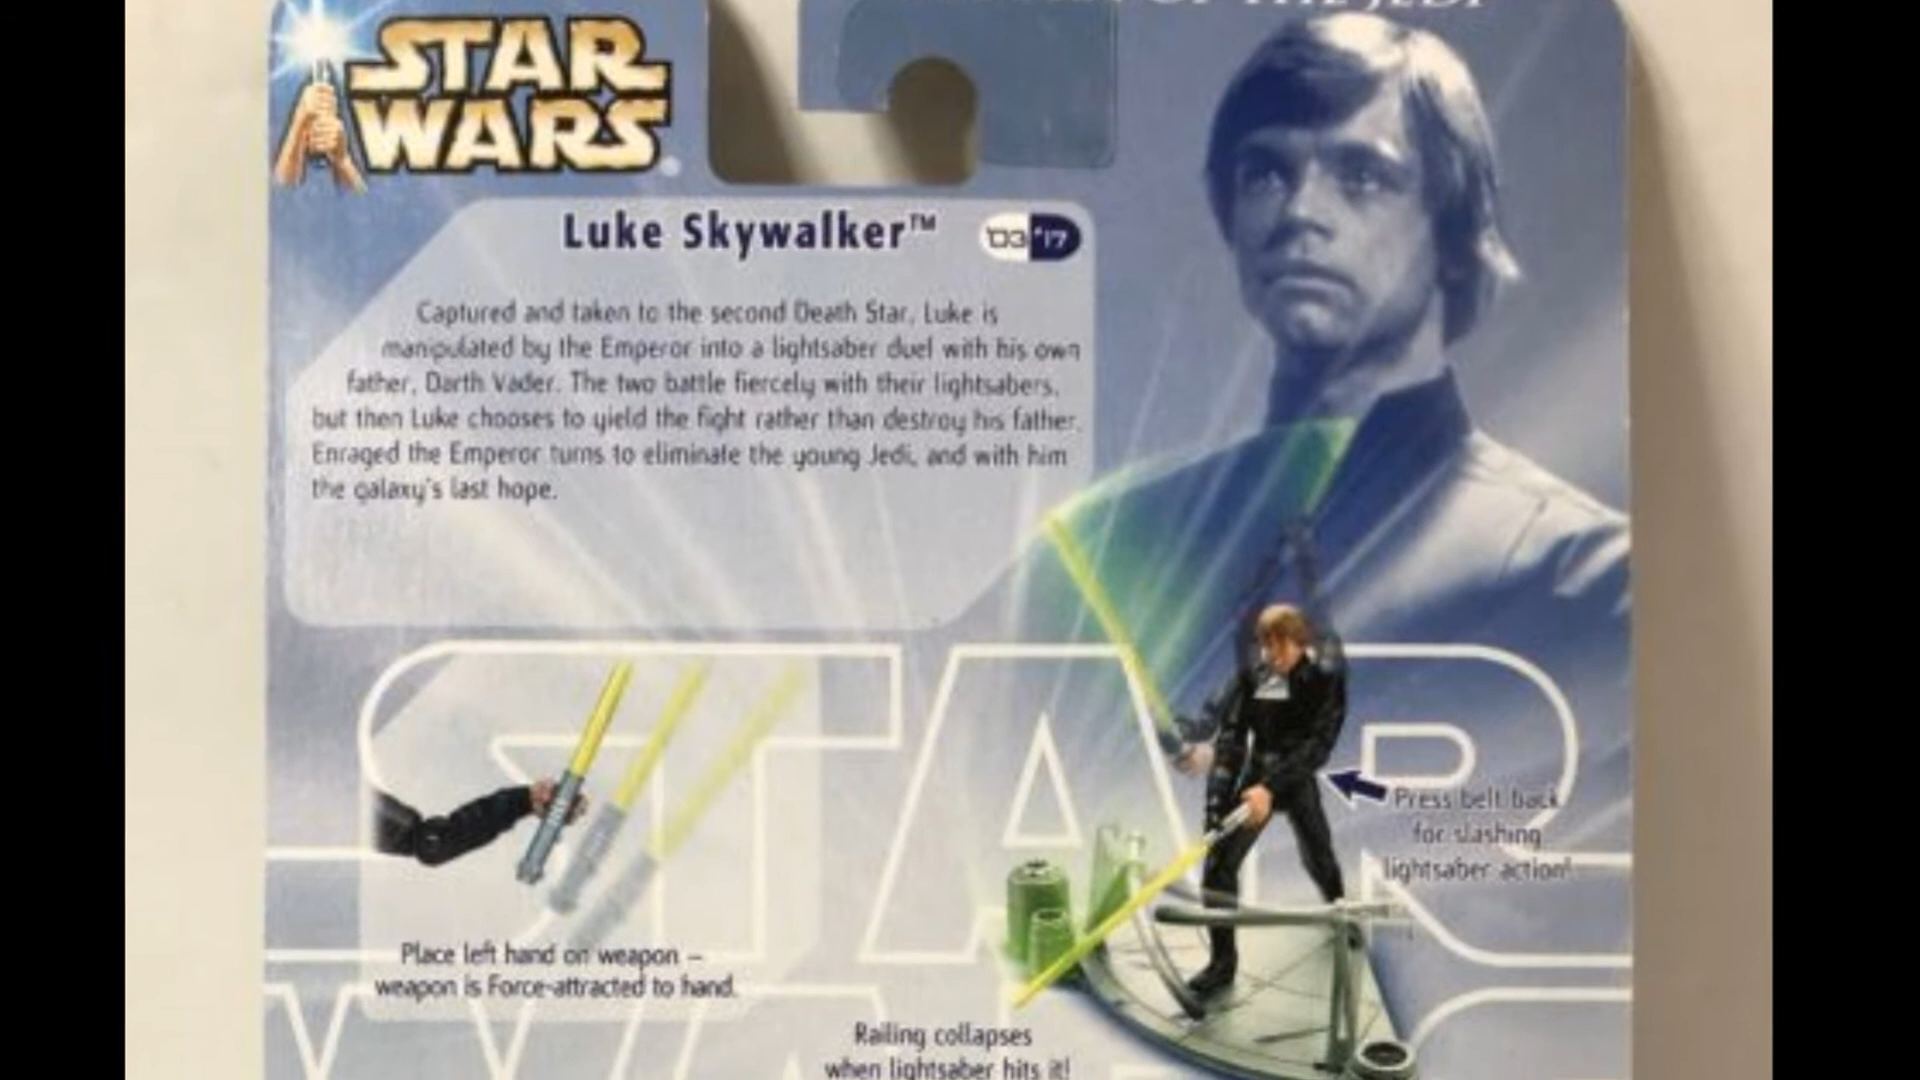 OF THE JEDI
STAR
WARS
Luke Skywalker™
'03 #17
Captured and taken to the second Death Star, Luke is
manipulated by the Emperor into a lightsaber duel with his own
father, Darth Vader. The two battle fiercely with their lightsabers,
but then Luke chooses to yield the fight rather than destroy his father.
Enraged the Emperor turns to eliminate the young Jedi, and with him
the galaxy's last hope.
STAR
Press belt back
for slashing
lightsaber action!
Place left hand on weapon –
weapon is Force-attracted to hand.
Railing collapses
when lightsaber hits it!